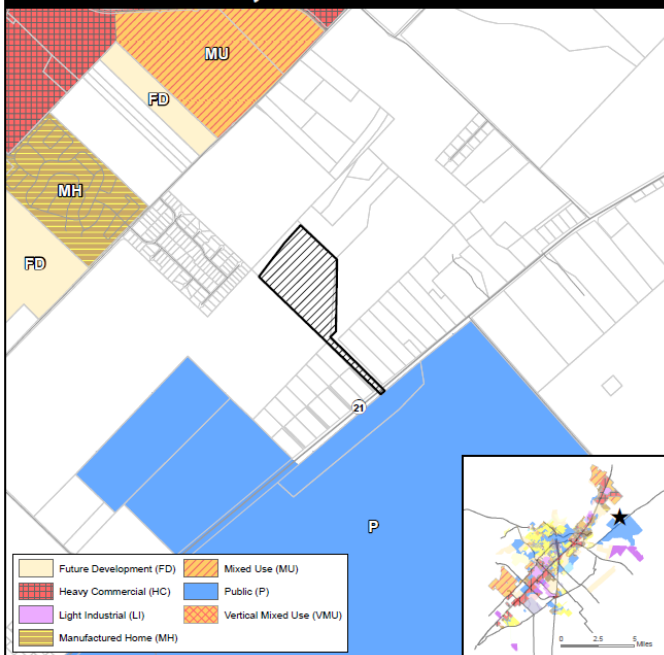 MU
FD
MH
FD
21
P
Future Development (FD)
Mixed Use (MU)
Heavy Commercial (HC)
Public (P)
Light Industrial (LI)
Vertical Mixed Use (VMU)
Manufactured Home (MH)
0 2.5 5
Miles